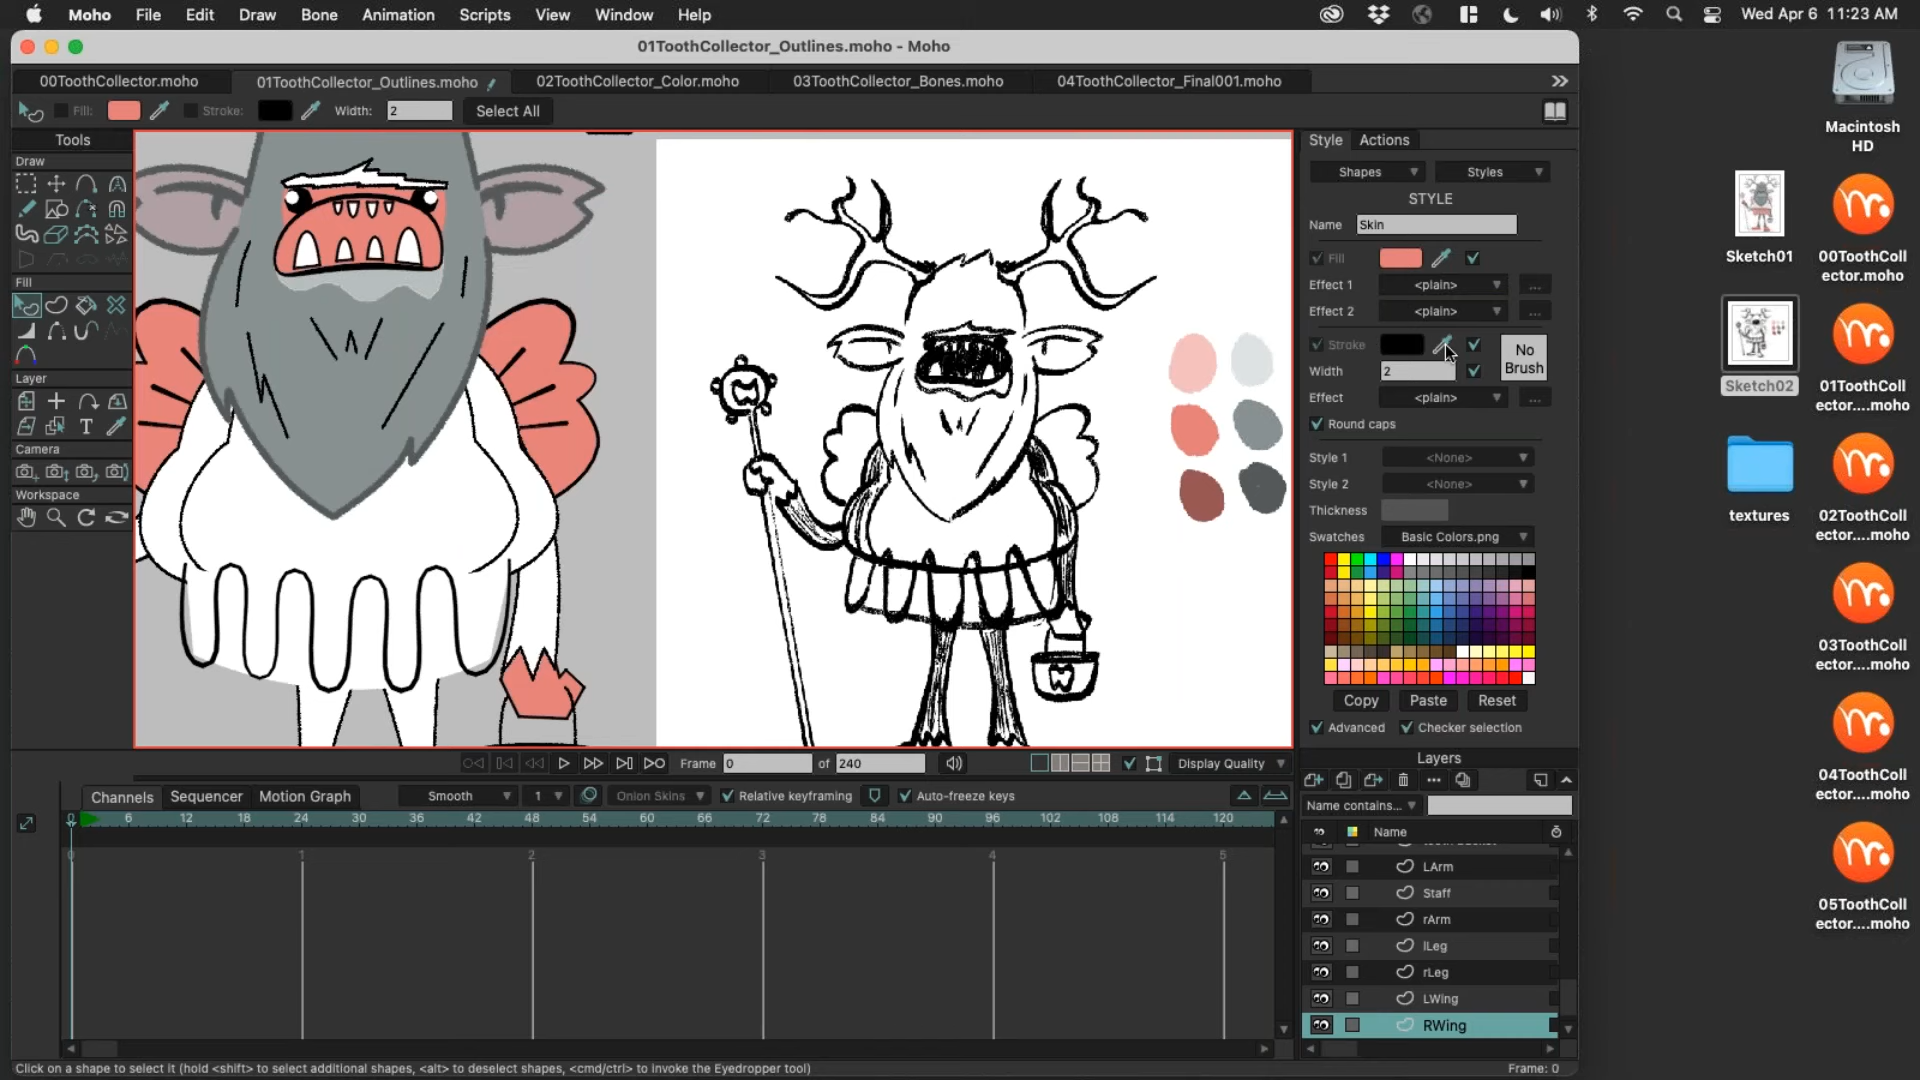 Moho File Edit Draw Bone Animation Scripts View Window Help
Wed Apr 6 11:23 AM
01ToothCollector_Outlines.moho - Moho
00ToothCollector.moho
01ToothCollector_Outlines.moho
02ToothCollector_Color.moho
03ToothCollector_Bones.moho
04ToothCollector_Final001.moho
Fill:
Stroke:
Width: 2
Select All
Tools
Draw
Fill
Layer
Camera
Workspace
Style Actions
Shapes
Styles
STYLE
Name Skin
Fill
Effect 1 <plain> ...
Effect 2 <plain> ...
Stroke
No Brush
Width 2
Effect <plain> ...
Round caps
Style 1 <None>
Style 2 <None>
Thickness
Swatches Basic Colors.png
Copy Paste Reset
Advanced Checker selection
Frame 0 of 240
Display Quality
Channels Sequencer Motion Graph
Smooth
1
Onion Skins
Relative keyframing
Auto-freeze keys
6 12 18 24 30 36 42 48 54 60 66 72 78 84 90 96 102 108 114 120
0 1 2 3 4 5
Layers
Name contains...
Name
LArm
Staff
rArm
lLeg
rLeg
LWing
RWing
Click on a shape to select it (hold <shift> to select additional shapes, <alt> to deselect shapes, <cmd/ctrl> to invoke the Eyedropper tool)
Frame: 0
Macintosh HD
Sketch01
00ToothColl
ector.moho
Sketch02
01ToothColl
ector....moho
textures
02ToothColl
ector....moho
03ToothColl
ector....moho
04ToothColl
ector....moho
05ToothColl
ector....moho